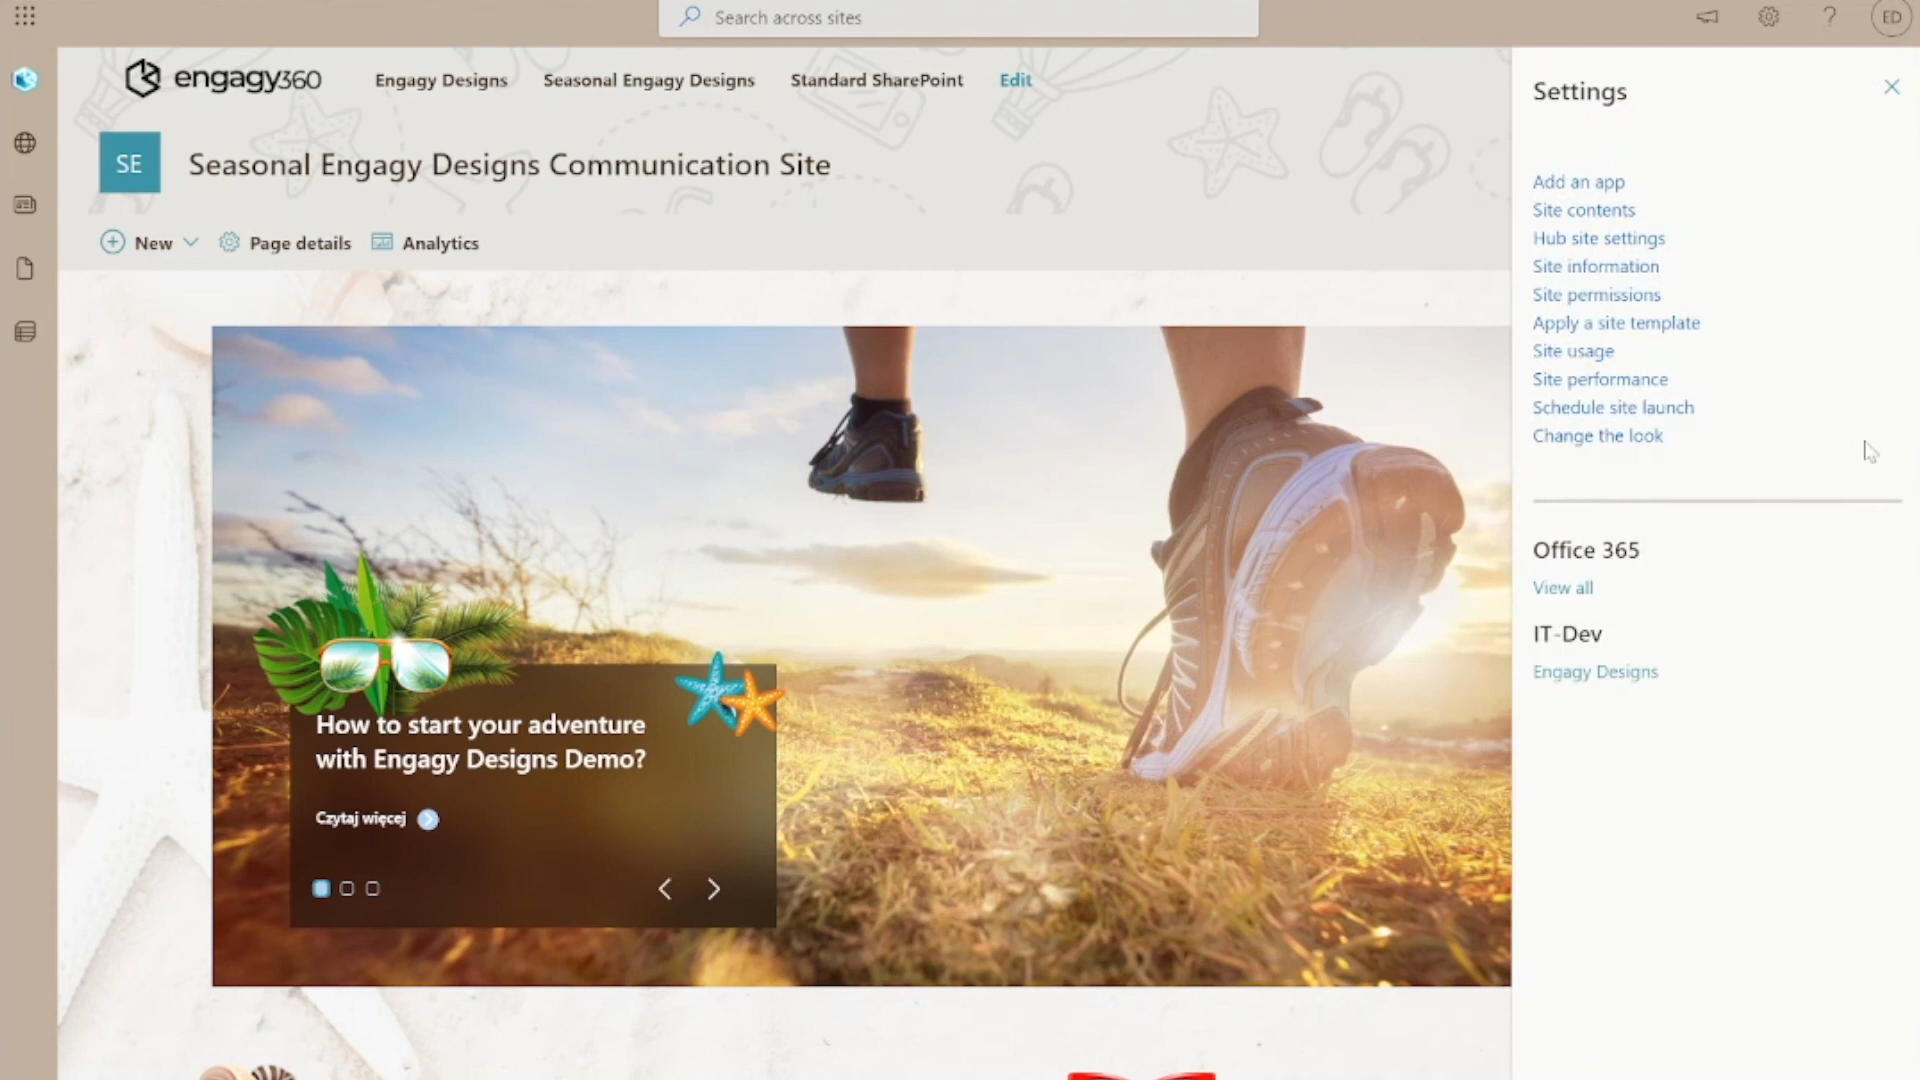 Search across sites
ED
engagy360
Engagy Designs
Seasonal Engagy Designs
Standard SharePoint
Edit
SE
Seasonal Engagy Designs Communication Site
New
Page details
Analytics
How to start your adventure
with Engagy Designs Demo?
Czytaj więcej
Settings
Add an app
Site contents
Hub site settings
Site information
Site permissions
Apply a site template
Site usage
Site performance
Schedule site launch
Change the look
Office 365
View all
IT-Dev
Engagy Designs